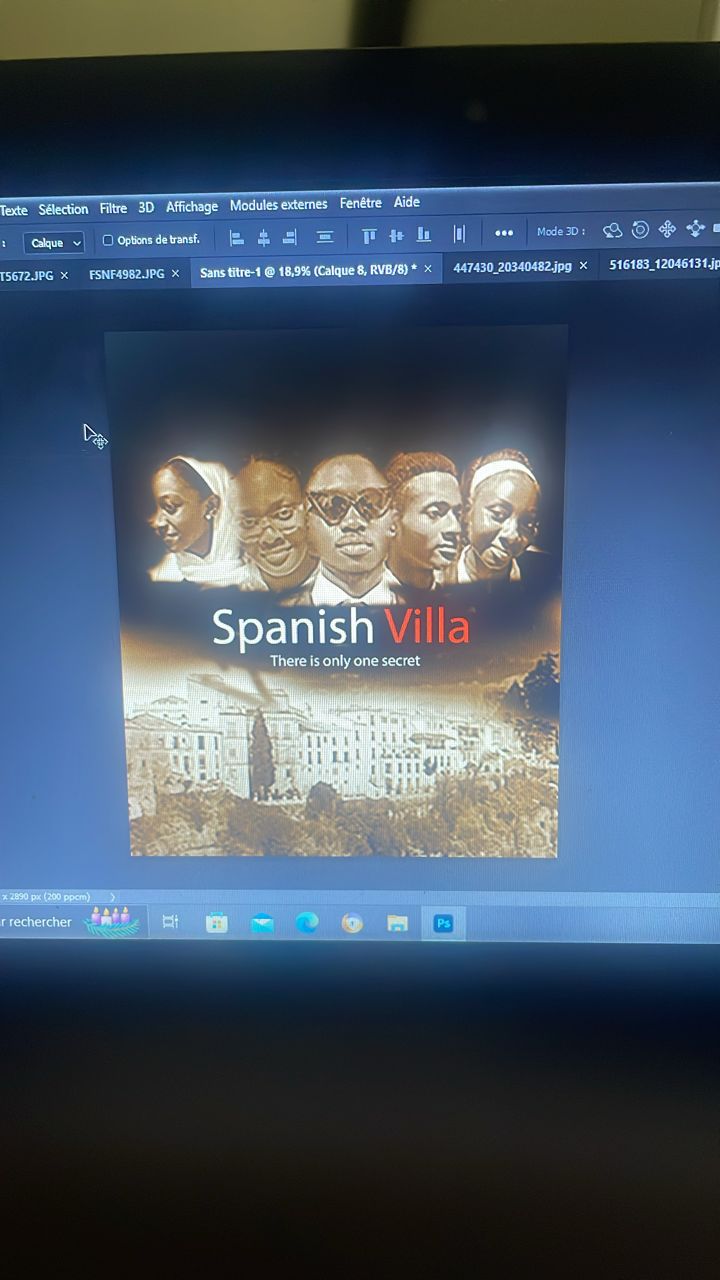 Texte Sélection Filtre 3D Affichage Modules externes Fenêtre Aide
: Calque Options de transf. ••• Mode 3D :
T5672.JPG × FSNF4982.JPG × Sans titre-1 @ 18,9% (Calque 8, RVB/8) * × 447430_20340482.jpg × 516183_12046131.jp
Spanish Villa
There is only one secret
x 2890 px (200 ppcm)
r rechercher
Ps